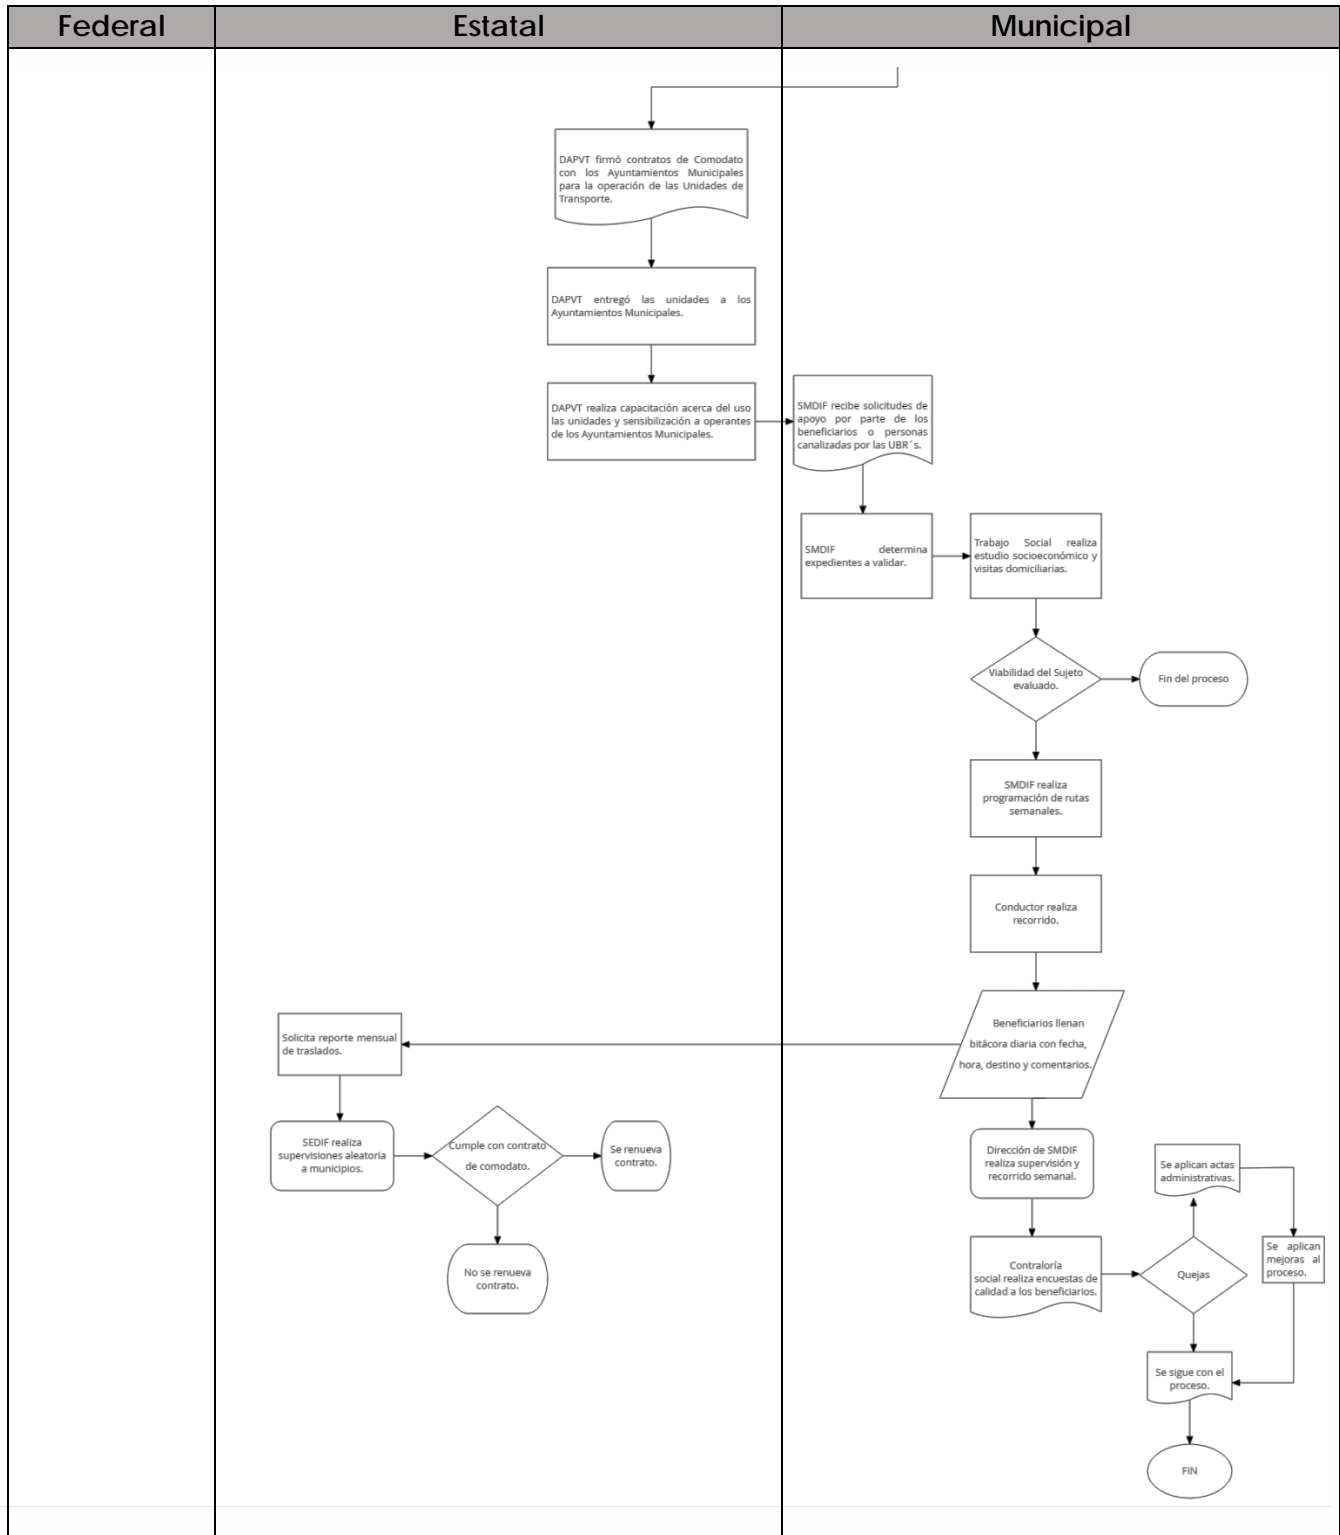 Federal
Estatal
Municipal
DAPVT firmó contratos de Comodato
con los Ayuntamientos Municipales
para la operación de las Unidades de
Transporte.
DAPVT entregó las unidades a los
Ayuntamientos Municipales.
DAPVT realiza capacitación acerca del uso
las unidades y sensibilización a operantes
de los Ayuntamientos Municipales.
SMDIF recibe solicitudes de
apoyo por parte de los
beneficiarios o personas
canalizadas por las UBR´s.
SMDIF determina
expedientes a validar.
Trabajo Social realiza
estudio socioeconómico y
visitas domiciliarias.
Viabilidad del Sujeto
evaluado.
Fin del proceso
SMDIF realiza
programación de rutas
semanales.
Conductor realiza
recorrido.
Beneficiarios llenan
bitácora diaria con fecha,
hora, destino y comentarios.
Solicita reporte mensual
de traslados.
SEDIF realiza
supervisiones aleatoria
a municipios.
Cumple con contrato
de comodato.
Se renueva
contrato.
No se renueva
contrato.
Dirección de SMDIF
realiza supervisión y
recorrido semanal.
Contraloría
social realiza encuestas de
calidad a los beneficiarios.
Quejas
Se aplican actas
administrativas.
Se aplican
mejoras al
proceso.
Se sigue con el
proceso.
FIN